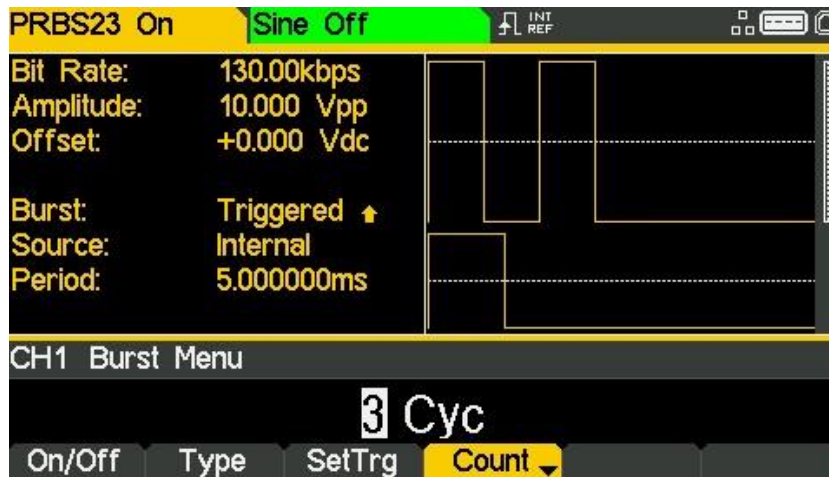 PRBS23 On Sine Off INT REF
Bit Rate: 130.00kbps
Amplitude: 10.000 Vpp
Offset: +0.000 Vdc
Burst: Triggered
Source: Internal
Period: 5.000000ms
CH1 Burst Menu
3 Cyc
On/Off Type SetTrg Count